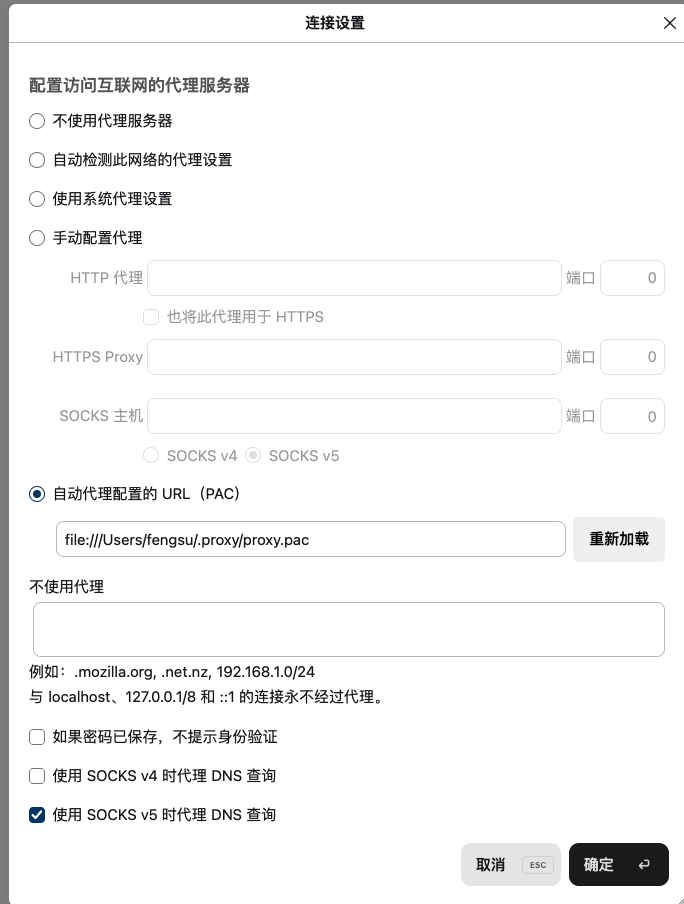 连接设置
配置访问互联网的代理服务器
不使用代理服务器
自动检测此网络的代理设置
使用系统代理设置
手动配置代理
HTTP 代理 端口 0
也将此代理用于 HTTPS
HTTPS Proxy 端口 0
SOCKS 主机 端口 0
SOCKS v4 SOCKS v5
自动代理配置的 URL（PAC）
file:///Users/fengsu/.proxy/proxy.pac 重新加载
不使用代理
例如：.mozilla.org, .net.nz, 192.168.1.0/24
与 localhost、127.0.0.1/8 和 ::1 的连接永不经过代理。
如果密码已保存，不提示身份验证
使用 SOCKS v4 时代理 DNS 查询
使用 SOCKS v5 时代理 DNS 查询
取消 ESC 确定